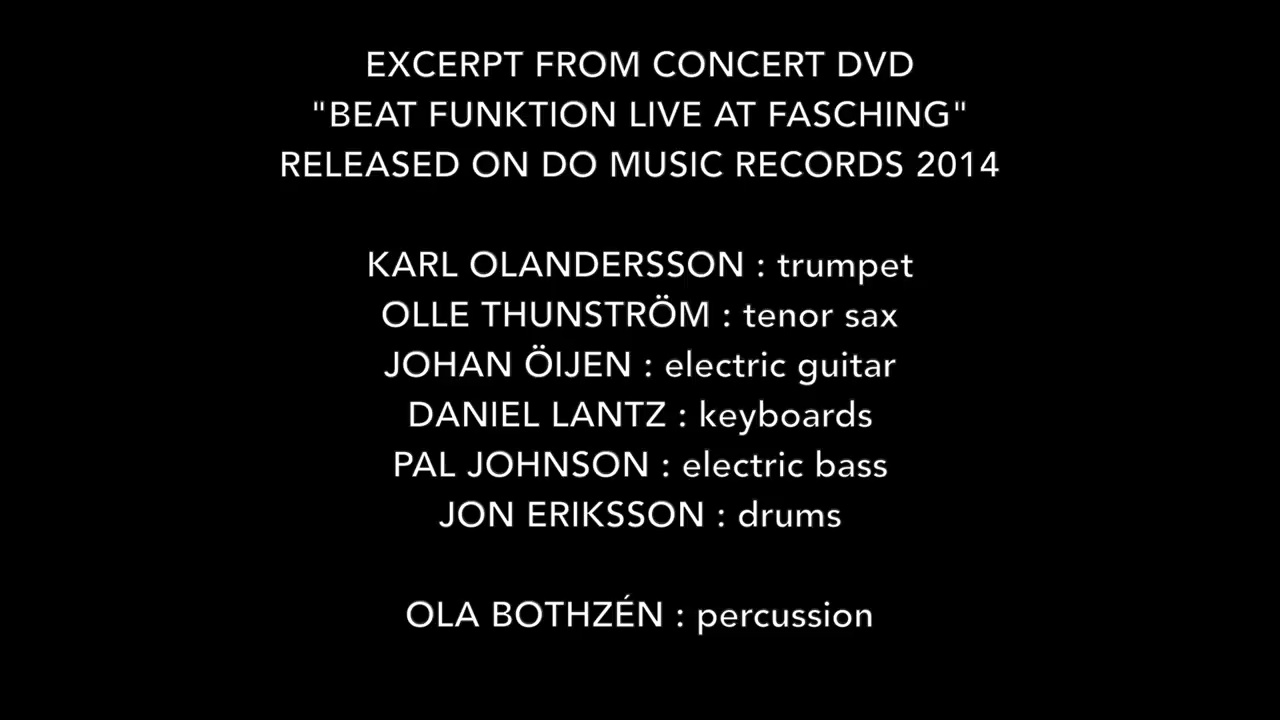 EXCERPT FROM CONCERT DVD
"BEAT FUNKTION LIVE AT FASCHING"
RELEASED ON DO MUSIC RECORDS 2014
KARL OLANDERSSON : trumpet
OLLE THUNSTRÖM : tenor sax
JOHAN ÖIJEN : electric guitar
DANIEL LANTZ : keyboards
PAL JOHNSON : electric bass
JON ERIKSSON : drums
OLA BOTHZÉN : percussion